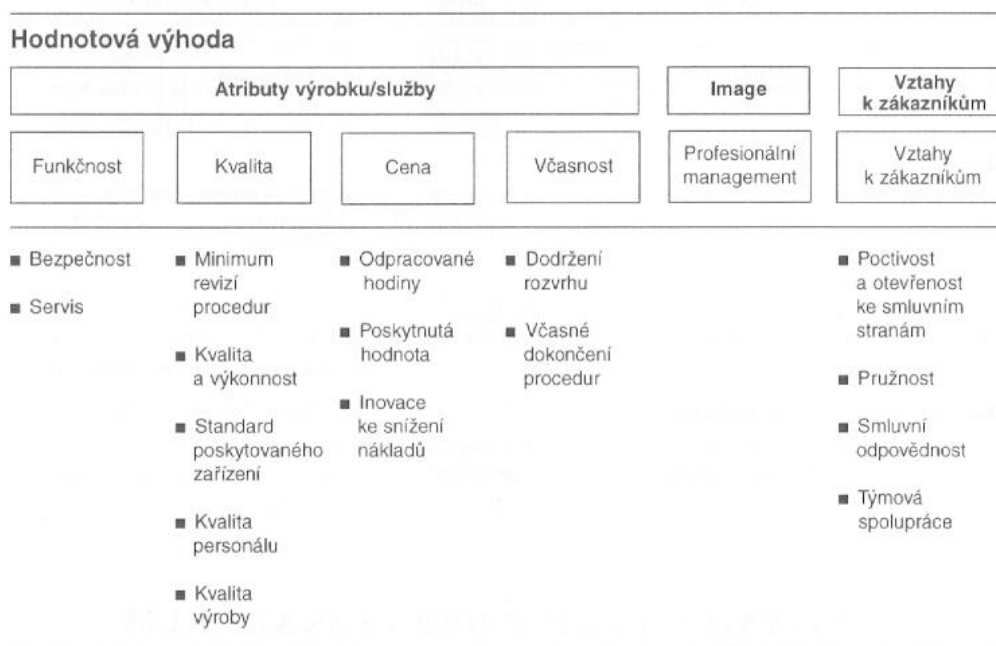 Hodnotová výhoda
Atributy výrobku/služby
Image
Vztahy
k zákazníkům
Funkčnost
Kvalita
Cena
Včasnost
Profesionální
management
Vztahy
k zákazníkům
■ Bezpečnost
■ Servis
■ Minimum
revizí
procedur
■ Kvalita
a výkonnost
■ Standard
poskytovaného
zařízení
■ Kvalita
personálu
■ Kvalita
výroby
■ Odpracované
hodiny
■ Poskytnutá
hodnota
■ Inovace
ke snížení
nákladů
■ Dodržení
rozvrhu
■ Včasné
dokončení
procedur
■ Poctivost
a otevřenost
ke smluvním
stranám
■ Pružnost
■ Smluvní
odpovědnost
■ Týmová
spolupráce